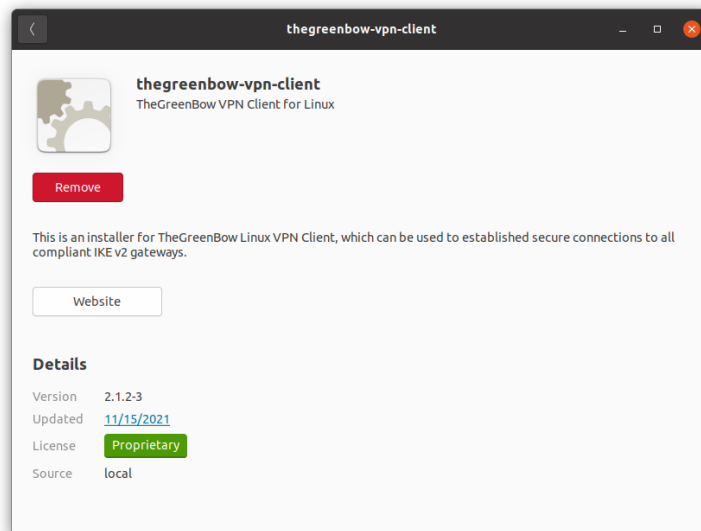 thegreenbow-vpn-client
thegreenbow-vpn-client
TheGreenBow VPN Client for Linux
Remove
This is an installer for TheGreenBow Linux VPN Client, which can be used to established secure connections to all
compliant IKE v2 gateways.
Website
Details
Version 2.1.2-3
Updated 11/15/2021
License Proprietary
Source local